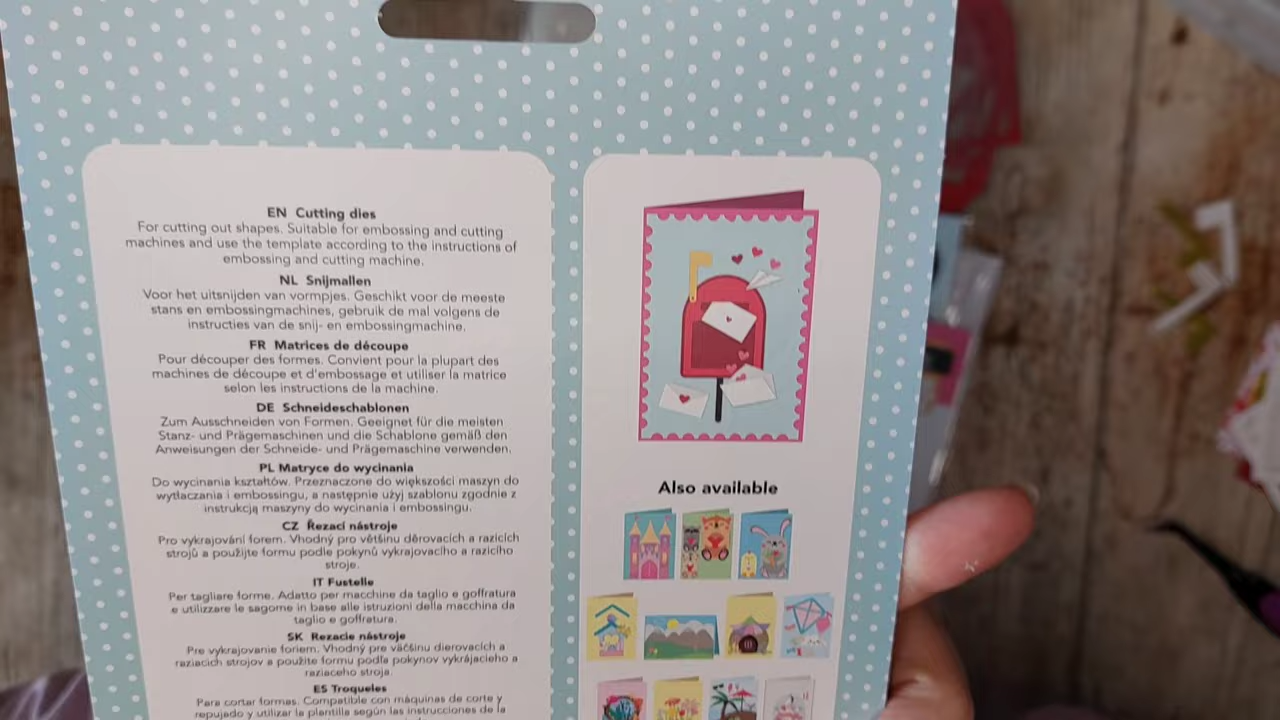 EN Cutting dies
For cutting out shapes. Suitable for embossing and cutting
machines and use the template according to the instructions of
embossing and cutting machine.
NL Snijmallen
Voor het uitsnijden van vormpjes. Geschikt voor de meeste
stans en embossingmachines, gebruik de mal volgens de
instructies van de snij- en embossingmachine.
FR Matrices de découpe
Pour découper des formes. Convient pour la plupart des
machines de découpe et d'embossage et utiliser la matrice
selon les instructions de la machine.
DE Schneideschablonen
Zum Ausschneiden von Formen. Geeignet für die meisten
Stanz- und Prägemaschinen und die Schablone gemäß den
Anweisungen der Schneide- und Prägemaschine verwenden.
PL Matryce do wycinania
Do wycinania kształtów. Przeznaczone do większości maszyn do
wytłaczania i embossingu, a następnie użyj szablonu zgodnie z
instrukcją maszyny do wycinania i embossingu.
CZ Řezací nástroje
Pro vykrajování forem. Vhodný pro většinu děrovacích a razicích
strojů a použijte formu podle pokynů vykrajovacího a razicího
stroje.
IT Fustelle
Per tagliare forme. Adatto per macchine da taglio e goffratura
e utilizzare le sagome in base alle istruzioni della macchina da
taglio e goffratura.
SK Rezacie nástroje
Pre vykrajovanie foriem. Vhodný pre väčšinu dierovacích a
raziacich strojov a použite formu podľa pokynov vykrájacieho a
raziaceho stroja.
ES Troqueles
Para cortar formas. Compatible con máquinas de corte y
repujado y utilizar la plantilla según las instrucciones de la
Also available